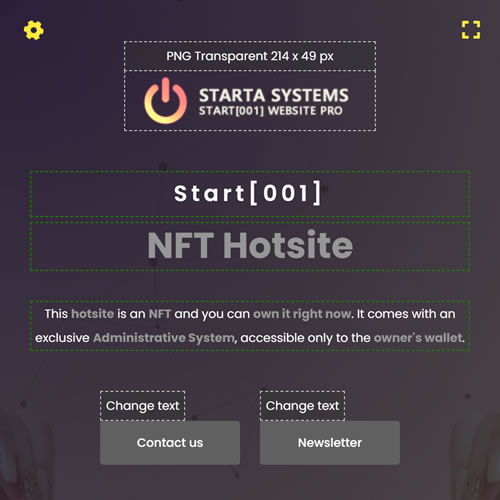 PNG Transparent 214 x 49 px
STARTA SYSTEMS
START[001] WEBSITE PRO
Start[001]
NFT Hotsite
This hotsite is an NFT and you can own it right now. It comes with an
exclusive Administrative System, accessible only to the owner's wallet.
Change text
Change text
Contact us
Newsletter